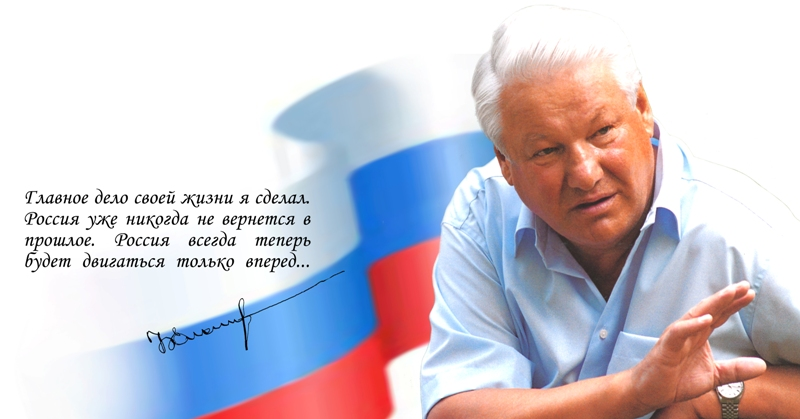 Главное дело своей жизни я сделал.
Россия уже никогда не вернется в
прошлое. Россия всегда теперь
будет двигаться только вперед...